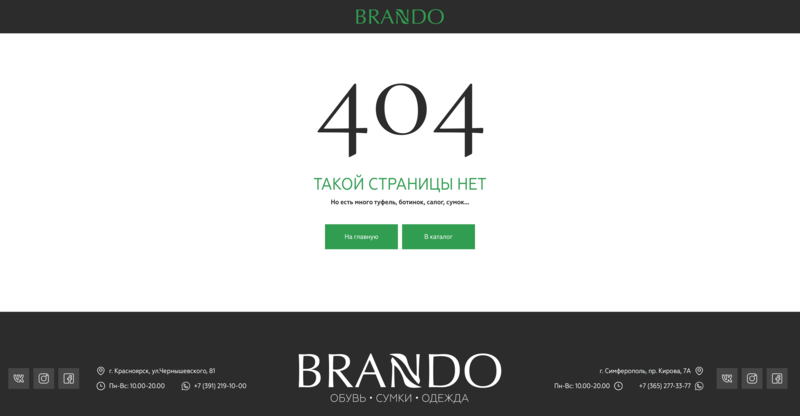 BRANDO
404
ТАКОЙ СТРАНИЦЫ НЕТ
Но есть много туфель, ботинок, сапог, сумок...
На главную
В каталог
г. Красноярск, ул.Чернышевского, 81
Пн-Вс: 10.00-20.00
+7 (391) 219-10-00
BRANDO
ОБУВЬ • СУМКИ • ОДЕЖДА
г. Симферополь, пр. Кирова, 7А
Пн-Вс: 10.00-20.00
+7 (365) 277-33-77